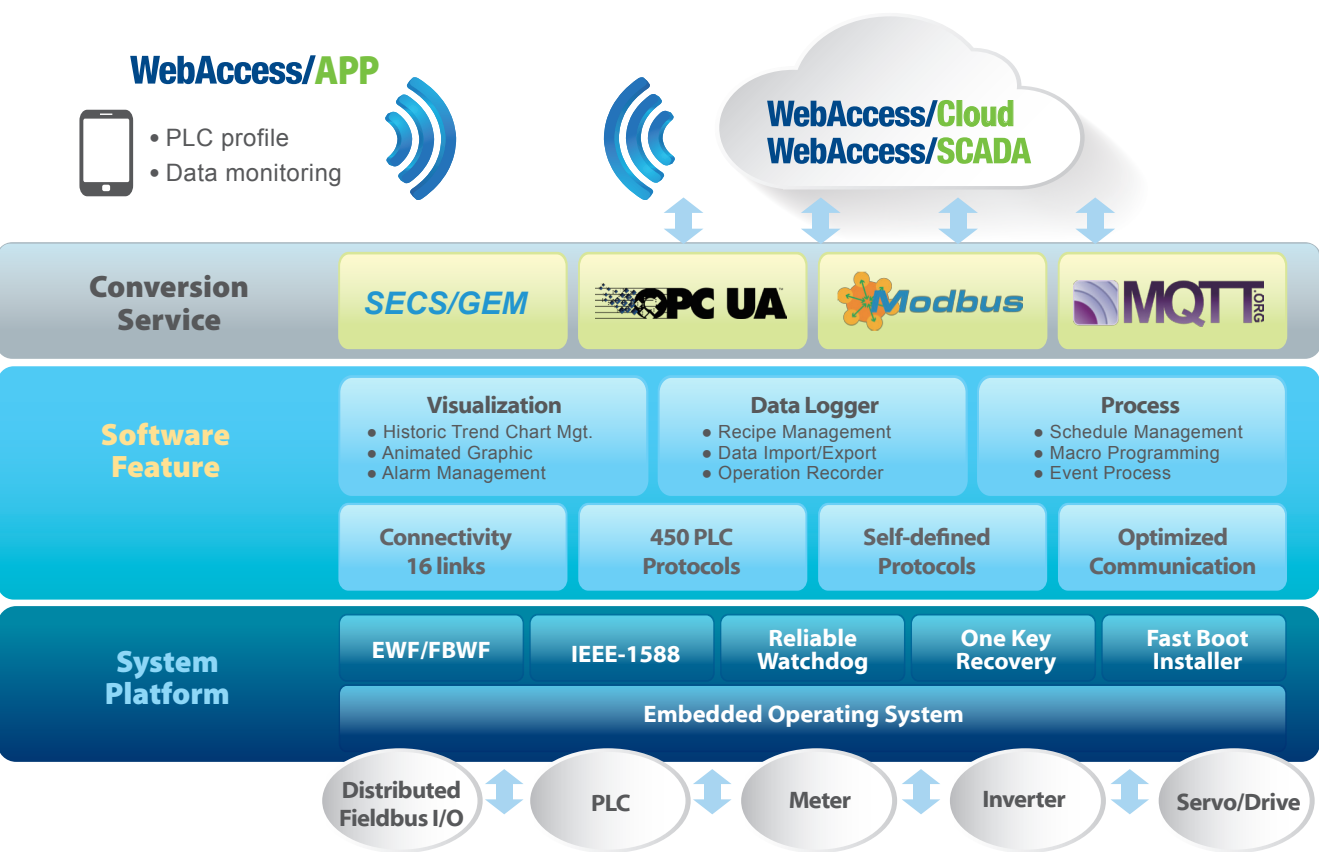 WebAccess/APP
• PLC profile
• Data monitoring
WebAccess/Cloud
WebAccess/SCADA
Conversion
Service
SECS/GEM
OPC UA™
Modbus
MQTT.ORG
Software
Feature
Visualization
● Historic Trend Chart Mgt.
● Animated Graphic
● Alarm Management
Data Logger
● Recipe Management
● Data Import/Export
● Operation Recorder
Process
● Schedule Management
● Macro Programming
● Event Process
Connectivity
16 links
450 PLC
Protocols
Self-defined
Protocols
Optimized
Communication
System
Platform
EWF/FBWF
IEEE-1588
Reliable
Watchdog
One Key
Recovery
Fast Boot
Installer
Embedded Operating System
Distributed
Fieldbus I/O
PLC
Meter
Inverter
Servo/Drive